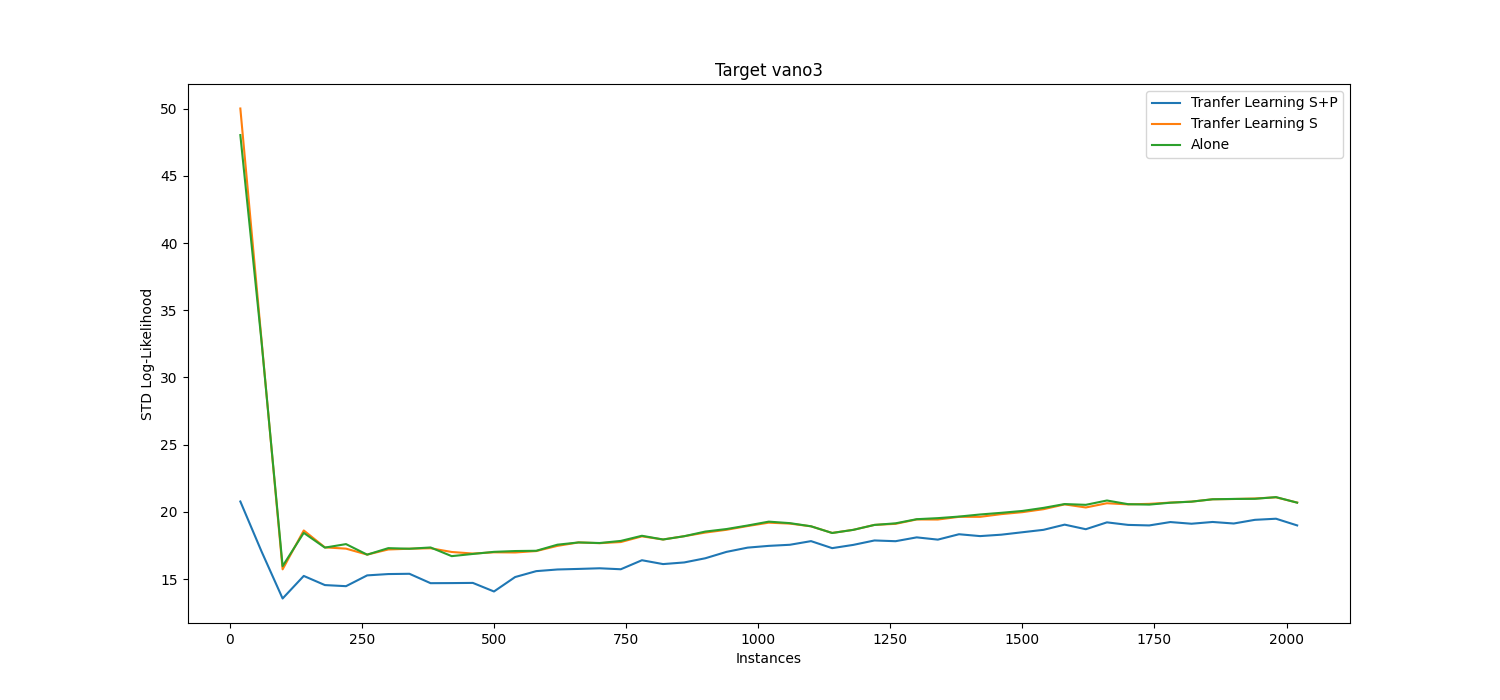 Target vano3
Tranfer Learning S+P
Tranfer Learning S
Alone
STD Log-Likelihood
50
45
40
35
30
25
20
15
0 250 500 750 1000 1250 1500 1750 2000
Instances